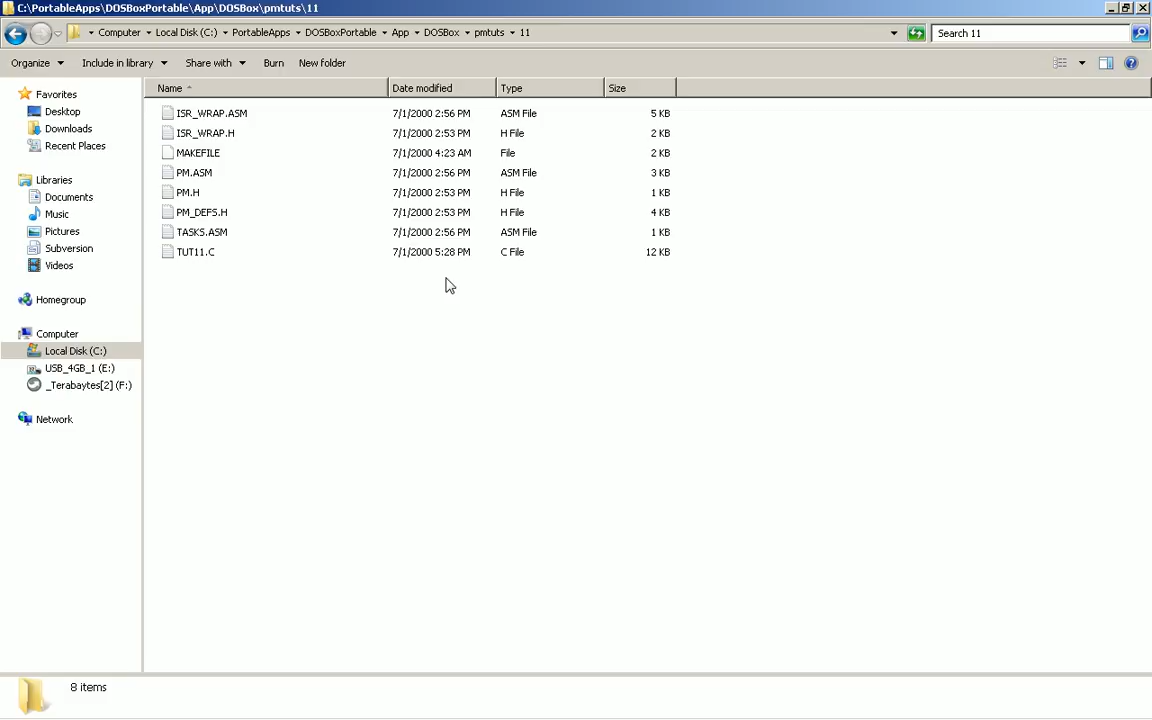 C:\PortableApps\DOSBoxPortable\App\DOSBox\pmtuts\11
Computer Local Disk (C:) PortableApps DOSBoxPortable App DOSBox pmtuts 11 Search 11
Organize Include in library Share with Burn New folder
Name Date modified Type Size
ISR_WRAP.ASM 7/1/2000 2:56 PM ASM File 5 KB
ISR_WRAP.H 7/1/2000 2:53 PM H File 2 KB
MAKEFILE 7/1/2000 4:23 AM File 2 KB
PM.ASM 7/1/2000 2:56 PM ASM File 3 KB
PM.H 7/1/2000 2:53 PM H File 1 KB
PM_DEFS.H 7/1/2000 2:53 PM H File 4 KB
TASKS.ASM 7/1/2000 2:56 PM ASM File 1 KB
TUT11.C 7/1/2000 5:28 PM C File 12 KB
Favorites
Desktop
Downloads
Recent Places
Libraries
Documents
Music
Pictures
Subversion
Videos
Homegroup
Computer
Local Disk (C:)
USB_4GB_1 (E:)
_Terabaytes[2] (F:)
Network
8 items